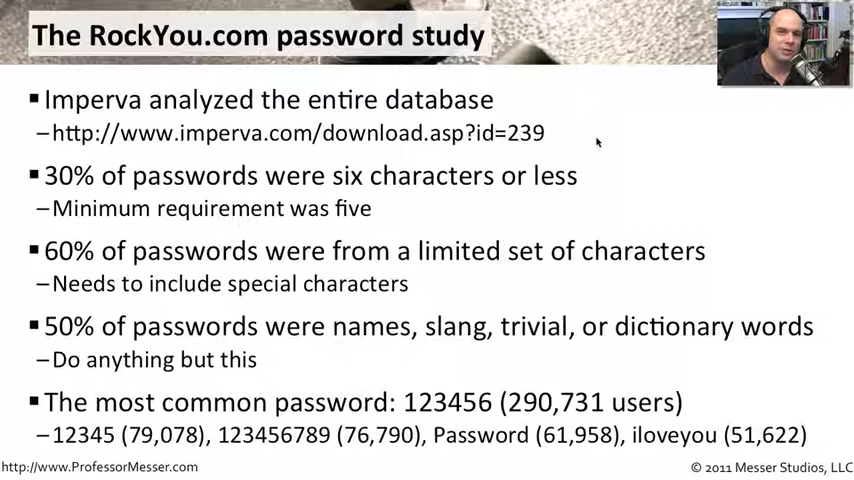 The RockYou.com password study
▪Imperva analyzed the entire database
–http://www.imperva.com/download.asp?id=239
▪30% of passwords were six characters or less
–Minimum requirement was five
▪60% of passwords were from a limited set of characters
–Needs to include special characters
▪50% of passwords were names, slang, trivial, or dictionary words
–Do anything but this
▪The most common password: 123456 (290,731 users)
–12345 (79,078), 123456789 (76,790), Password (61,958), iloveyou (51,622)
http://www.ProfessorMesser.com
© 2011 Messer Studios, LLC